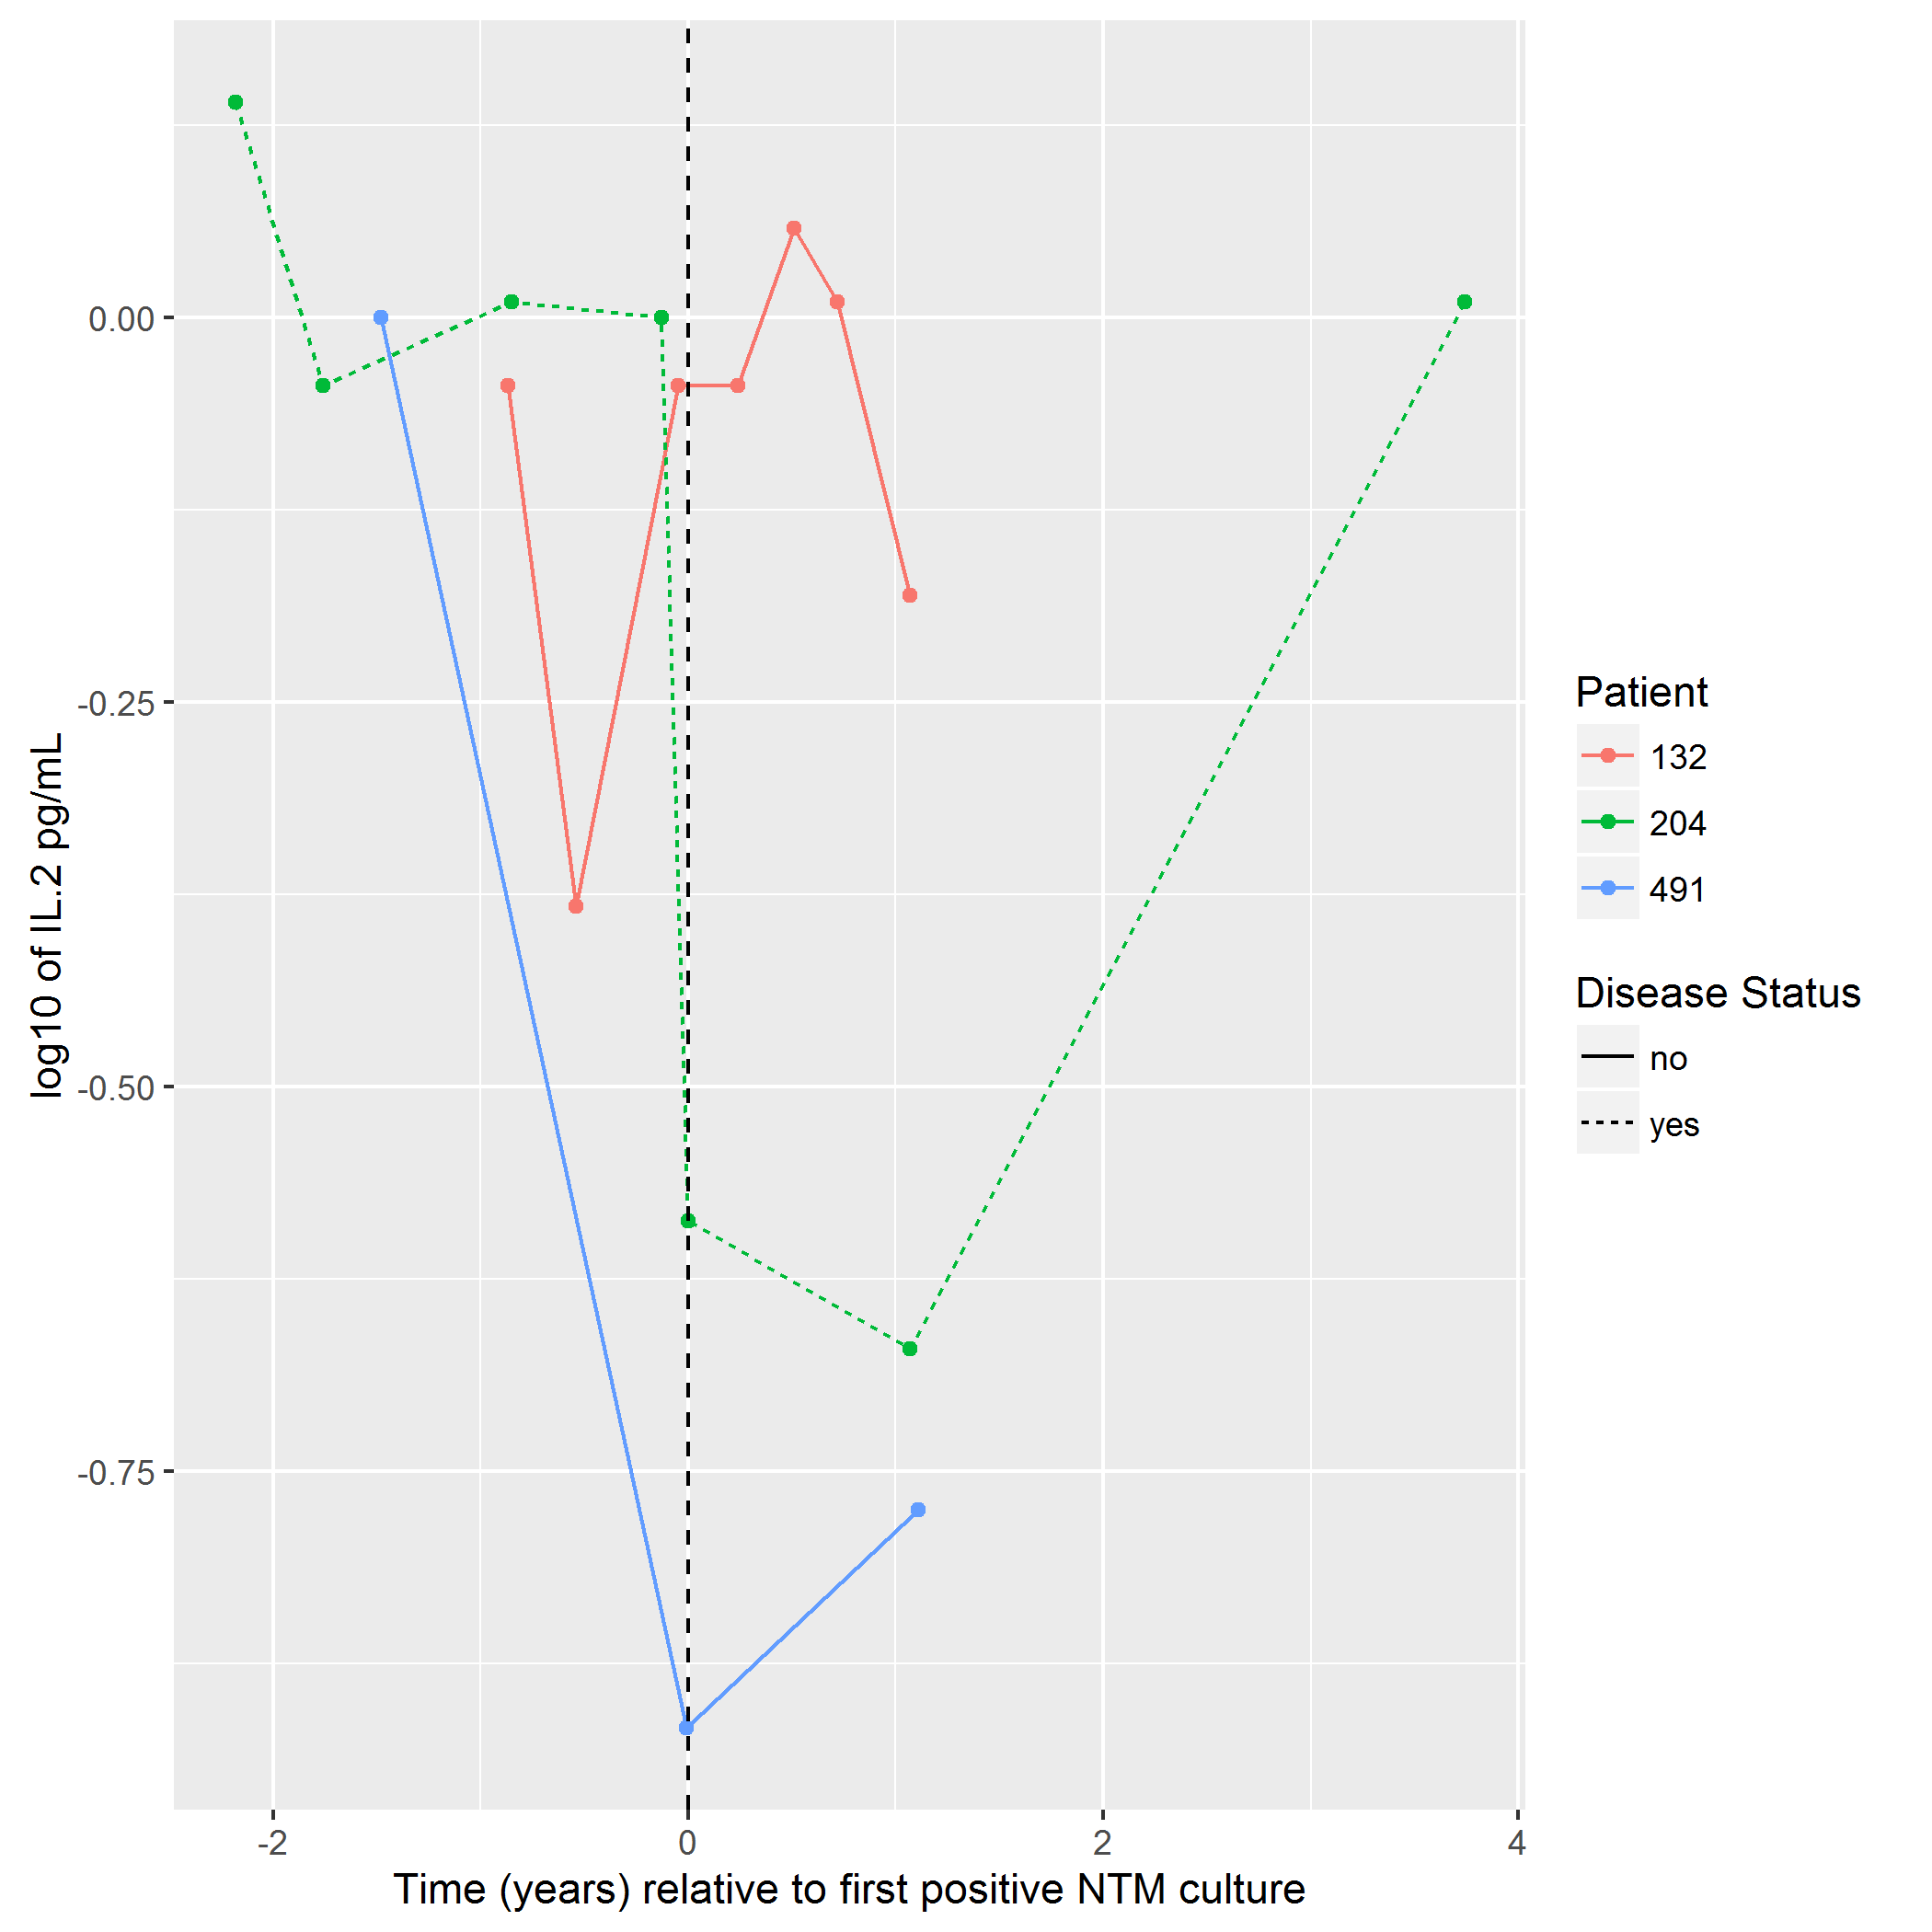 log10 of IL.2 pg/mL
0.00
-0.25
-0.50
-0.75
-2
0
2
4
Time (years) relative to first positive NTM culture
Patient
132
204
491
Disease Status
no
yes